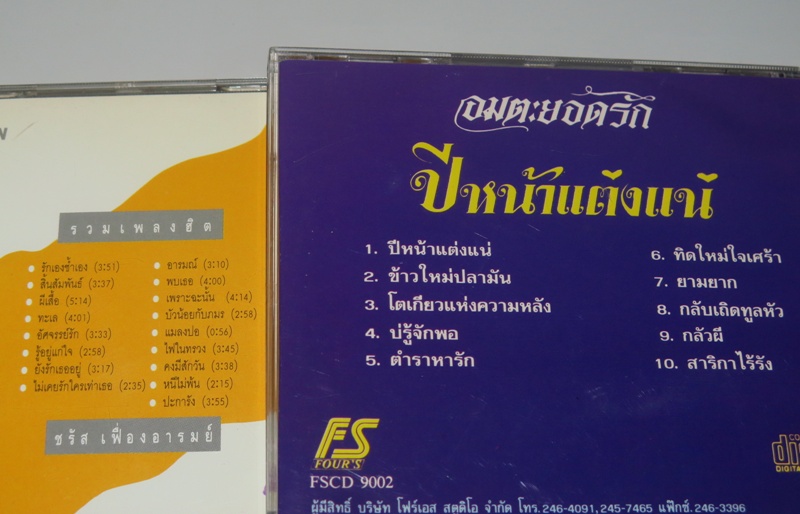 รวมเพลงฮิต
รักเองช้ำเอง (3:51)
สิ้นสัมพันธ์ (3:37)
ผีเสื้อ (5:14)
ทะเล (4:01)
อัศจรรย์รัก (3:33)
รู้อยู่แก่ใจ (2:58)
ยังรักเธออยู่ (3:17)
ไม่เคยรักใครเท่าเธอ (2:35)
อารมณ์ (3:10)
พบเธอ (4:00)
เพราะฉะนั้น (4:14)
บัวน้อยกับภมร (2:58)
แมลงปอ (0:56)
ไฟในทรวง (3:45)
คงมีสักวัน (3:38)
หนีไม่พ้น (2:15)
ปะการัง (3:55)
ซรัส เฟื่องอารมย์
อมตะยอดรัก
ปีหน้าแต่งแน่
1. ปีหน้าแต่งแน่
2. ข้าวใหม่ปลามัน
3. โตเกียวแห่งความหลัง
4. บ่รู้จักพอ
5. ตำราหารัก
6. ทิดใหม่ใจเศร้า
7. ยามยาก
8. กลับเถิดทูลหัว
9. กลัวผี
10. สาริกาไร้รัง
FS
FOUR'S
FSCD 9002
ผู้มีสิทธิ์ บริษัท โฟร์เอส สตูดิโอ จำกัด โทร. 246-4091, 245-7465 แฟ็กซ์. 246-3396